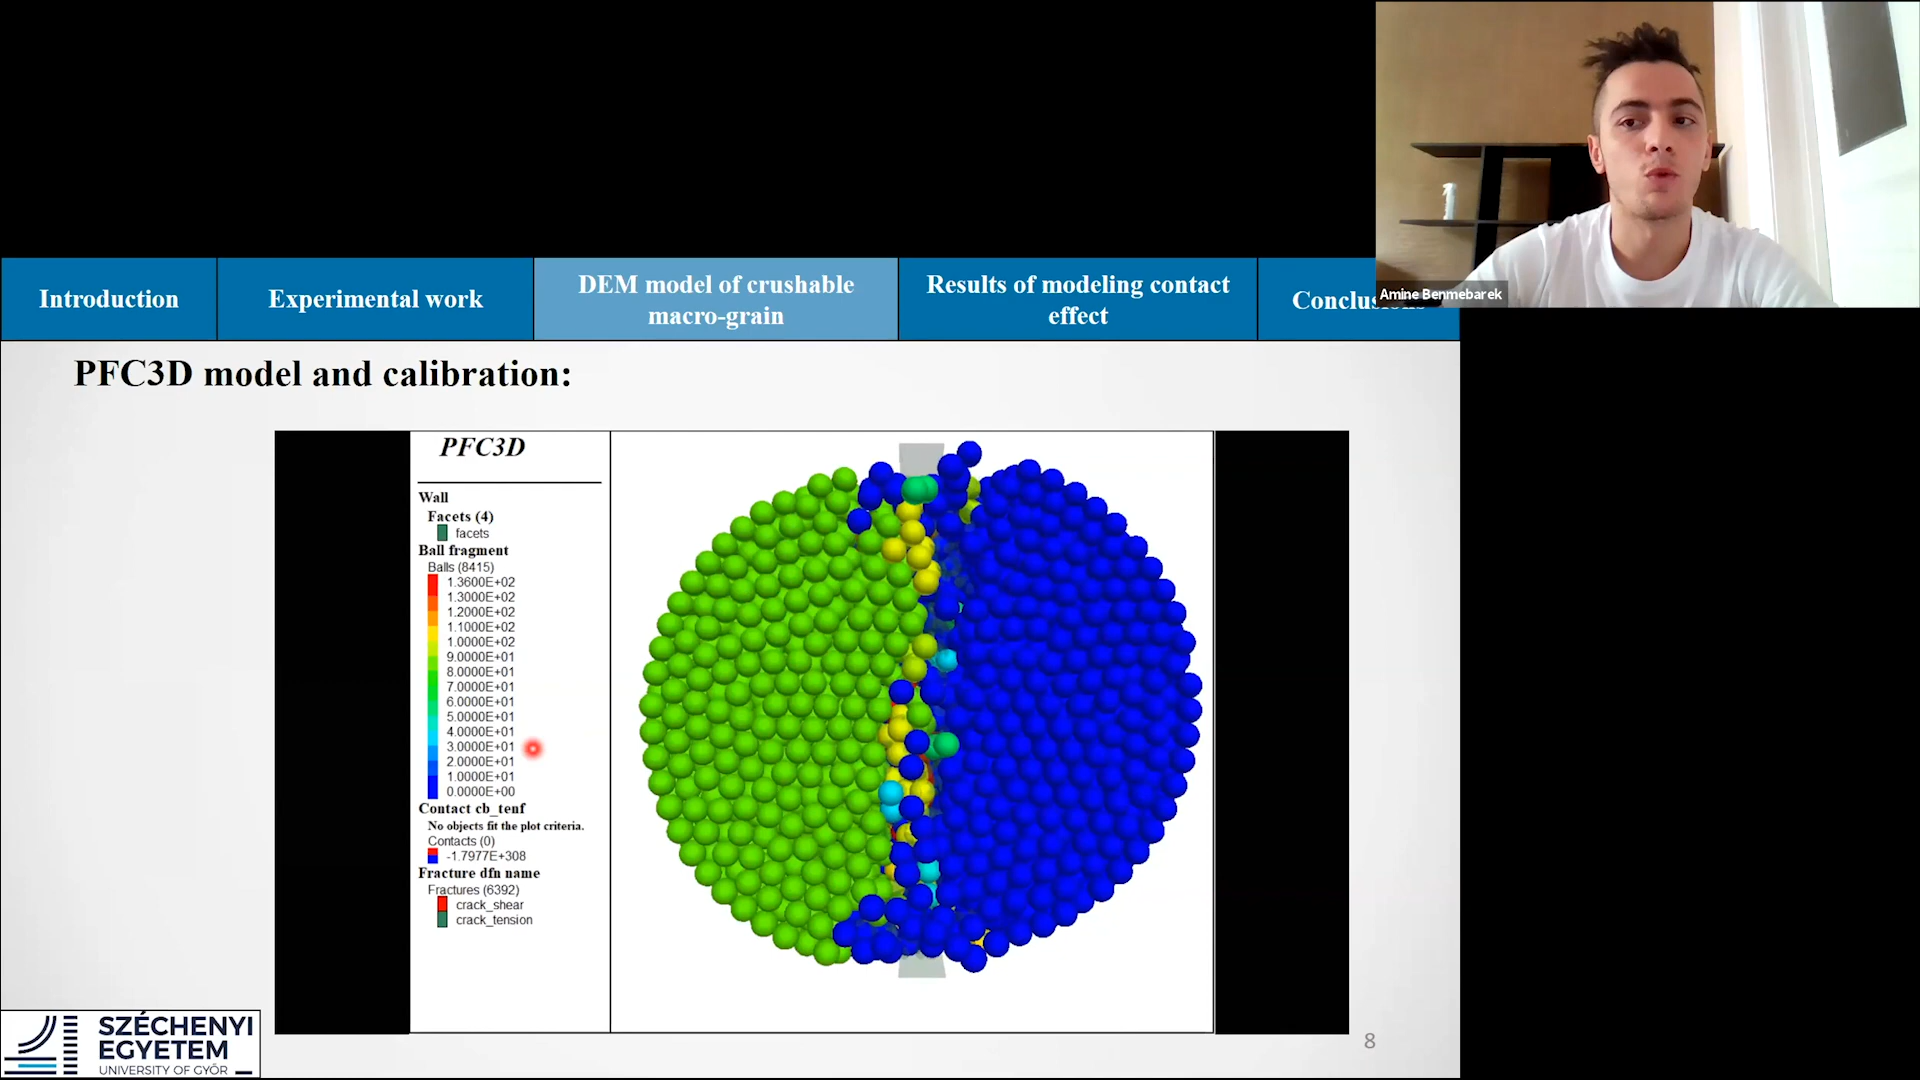 Amine Benmebarek
Introduction
Experimental work
DEM model of crushable
macro-grain
Results of modeling contact
effect
Conclusions
PFC3D model and calibration:
PFC3D
Wall
Facets (4)
facets
Ball fragment
Balls (8415)
1.3600E+02
1.3000E+02
1.2000E+02
1.1000E+02
1.0000E+02
9.0000E+01
8.0000E+01
7.0000E+01
6.0000E+01
5.0000E+01
4.0000E+01
3.0000E+01
2.0000E+01
1.0000E+01
0.0000E+00
Contact cb_tenf
No objects fit the plot criteria.
Contacts (0)
-1.7977E+308
Fracture dfn name
Fractures (6392)
crack_shear
crack_tension
SZÉCHENYI
EGYETEM
UNIVERSITY OF GYŐR
8